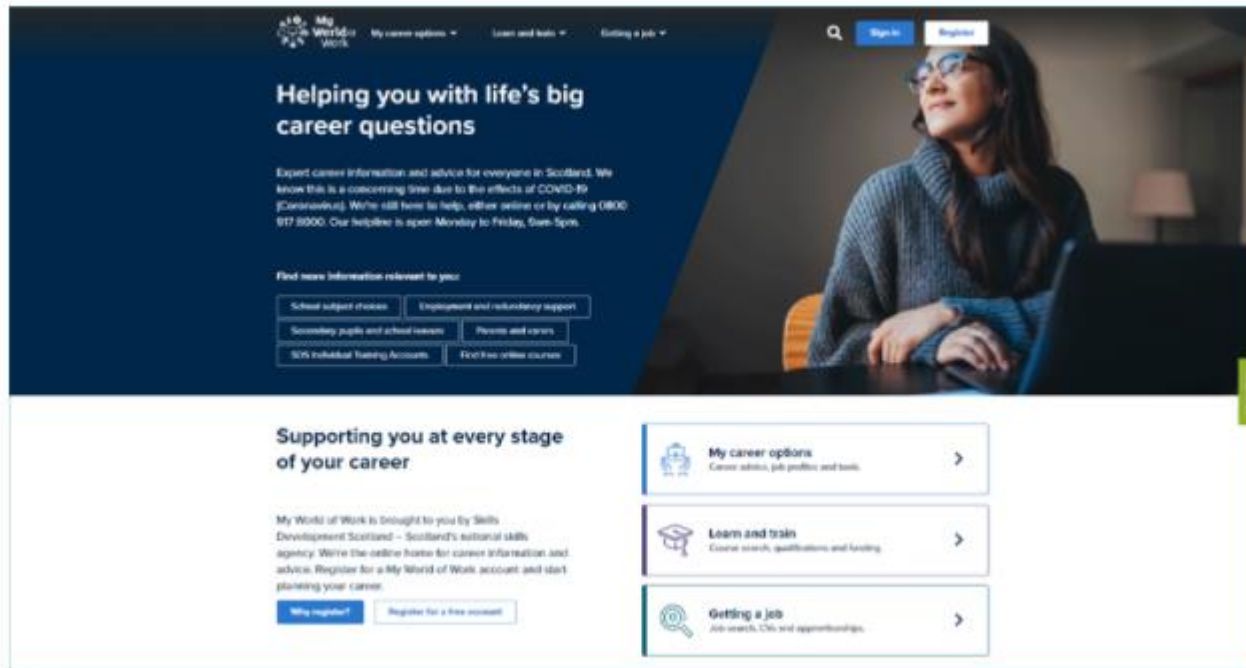 My
World of
Work
My career options
Learn and train
Getting a job
Sign in
Register
Helping you with life's big
career questions
Expert career information and advice for everyone in Scotland. We
know this is a concerning time due to the effects of COVID-19
(Coronavirus). We're still here to help, either online or by calling 0800
917 8000. Our helpline is open Monday to Friday, 9am-5pm.
Find more information relevant to you:
School subject choices
Employment and redundancy support
Secondary pupils and school leavers
Parents and carers
SDS Individual Training Accounts
Find free online courses
Supporting you at every stage
of your career
My World of Work is brought to you by Skills
Development Scotland – Scotland's national skills
agency. We're the online home for career information and
advice. Register for a My World of Work account and start
planning your career.
Why register?
Register for a free account
My career options
Career advice, job profiles and tools.
Learn and train
Course search, qualifications and funding.
Getting a job
Job search, CVs and apprenticeships.